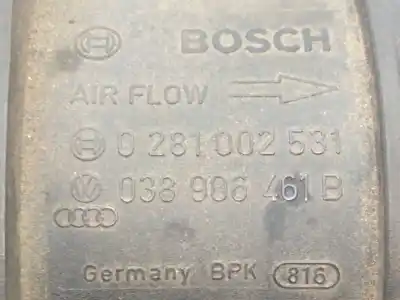 BOSCH
AIR FLOW
0 281 002 531
038 906 461 B
Germany BPK 816